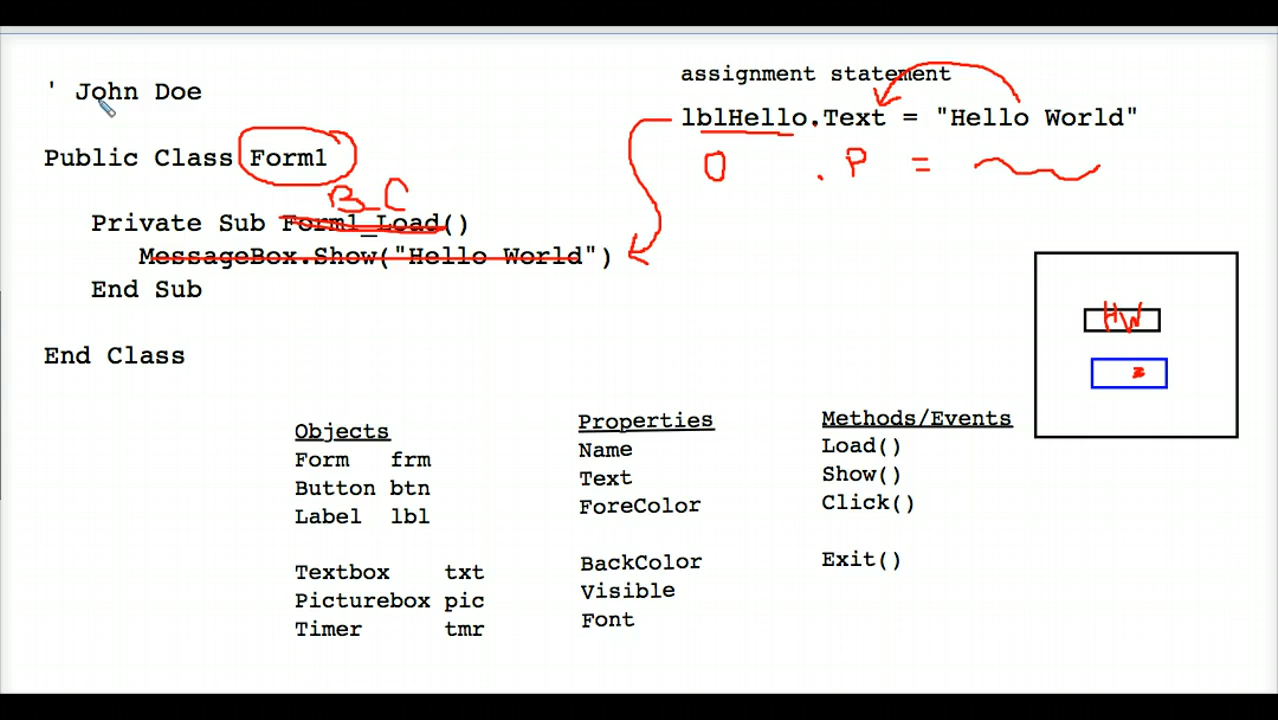 ' John Doe
Public Class Form1
B_C
Private Sub Form1_Load()
MessageBox.Show("Hello World")
End Sub
End Class
assignment statement
lblHello.Text = "Hello World"
O . P =
HW
Objects
Form frm
Button btn
Label lbl
Textbox txt
Picturebox pic
Timer tmr
Properties
Name
Text
ForeColor
BackColor
Visible
Font
Methods/Events
Load()
Show()
Click()
Exit()